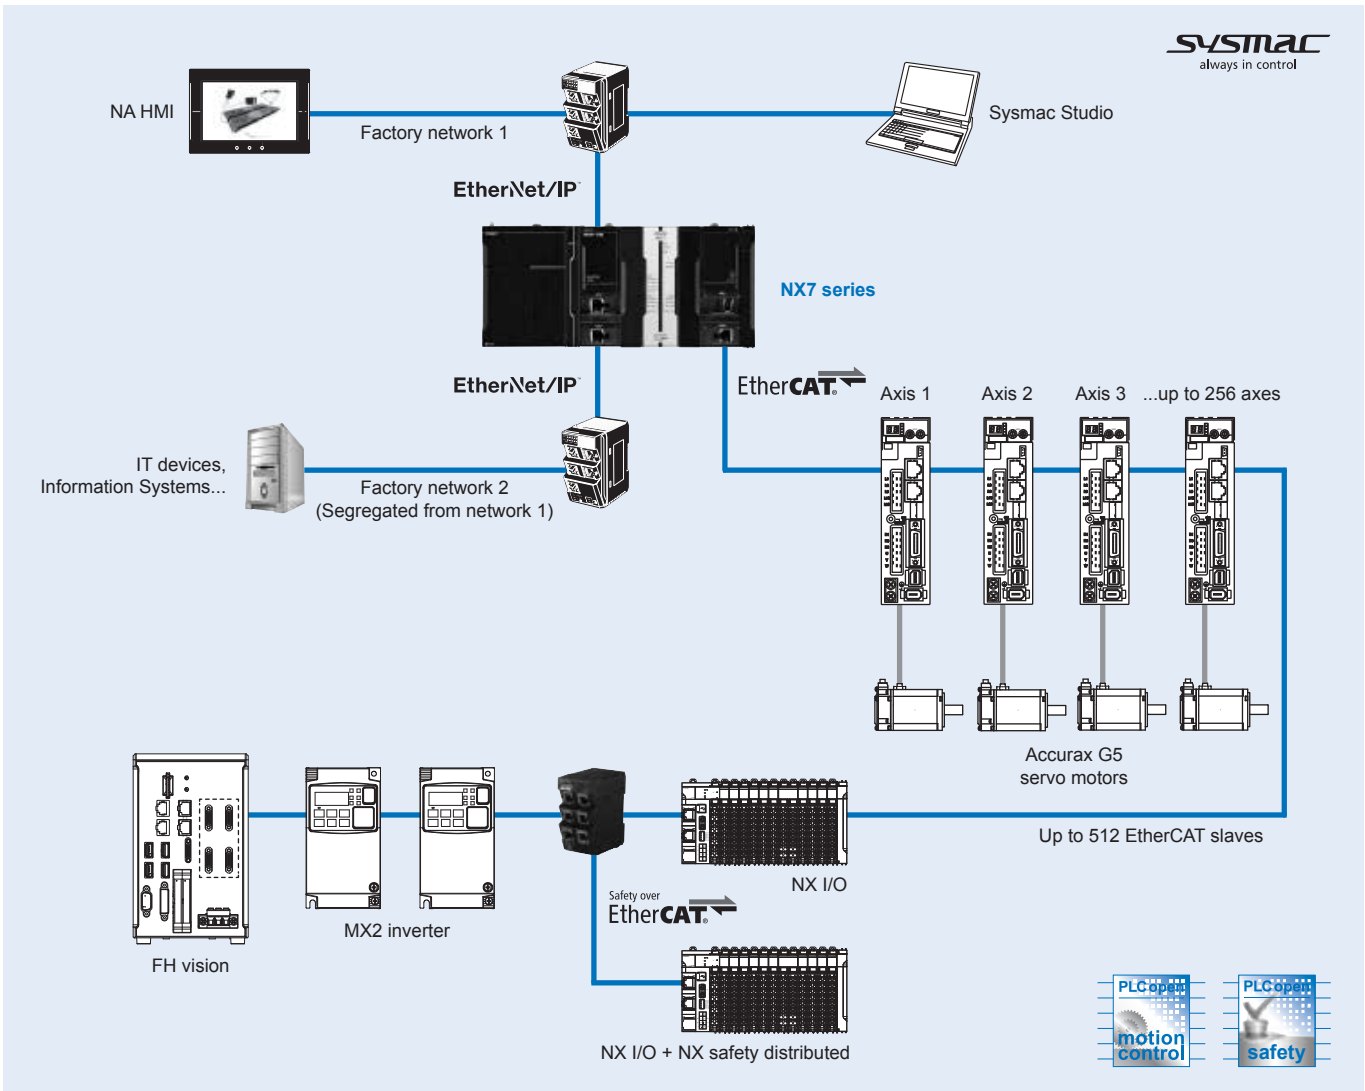 sysmac
always in control
NA HMI
Factory network 1
Sysmac Studio
EtherNet/IP™
NX7 series
EtherNet/IP™
EtherCAT®
Axis 1
Axis 2
Axis 3
...up to 256 axes
IT devices,
Information Systems...
Factory network 2
(Segregated from network 1)
Accurax G5
servo motors
Up to 512 EtherCAT slaves
NX I/O
MX2 inverter
Safety over
EtherCAT®
FH vision
NX I/O + NX safety distributed
PLCopen
motion
control
PLCopen
safety